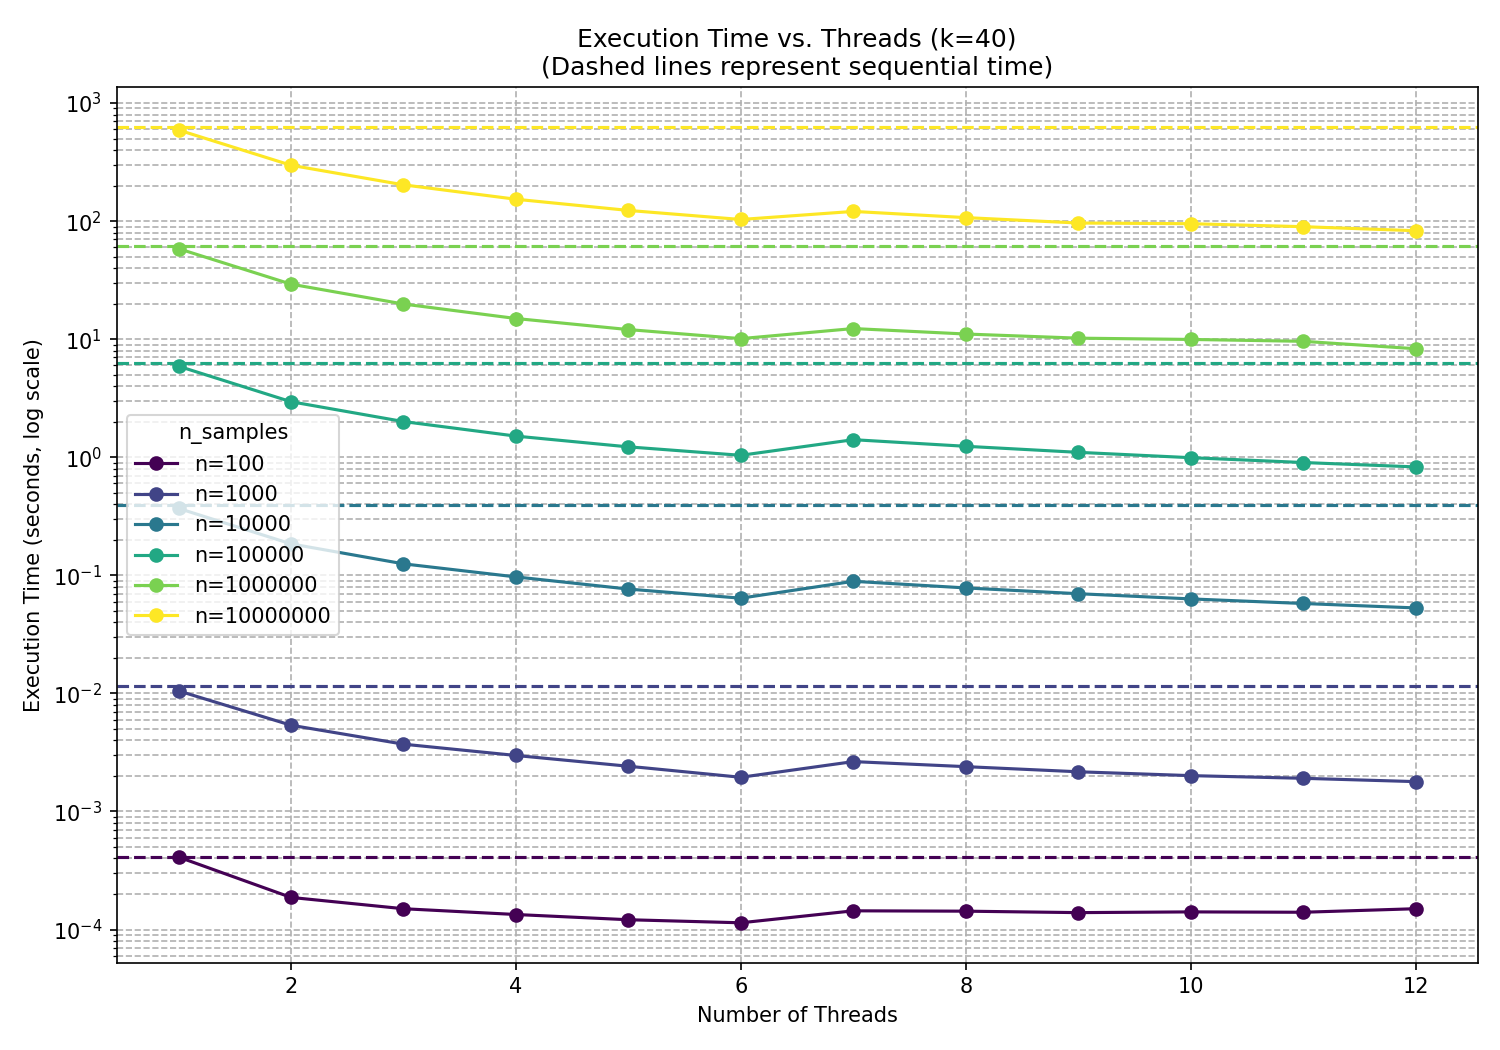 Execution Time vs. Threads (k=40)
(Dashed lines represent sequential time)
Execution Time (seconds, log scale)
10³
10²
10¹
10⁰
10⁻¹
10⁻²
10⁻³
10⁻⁴
n_samples
n=100
n=1000
n=10000
n=100000
n=1000000
n=10000000
2 4 6 8 10 12
Number of Threads